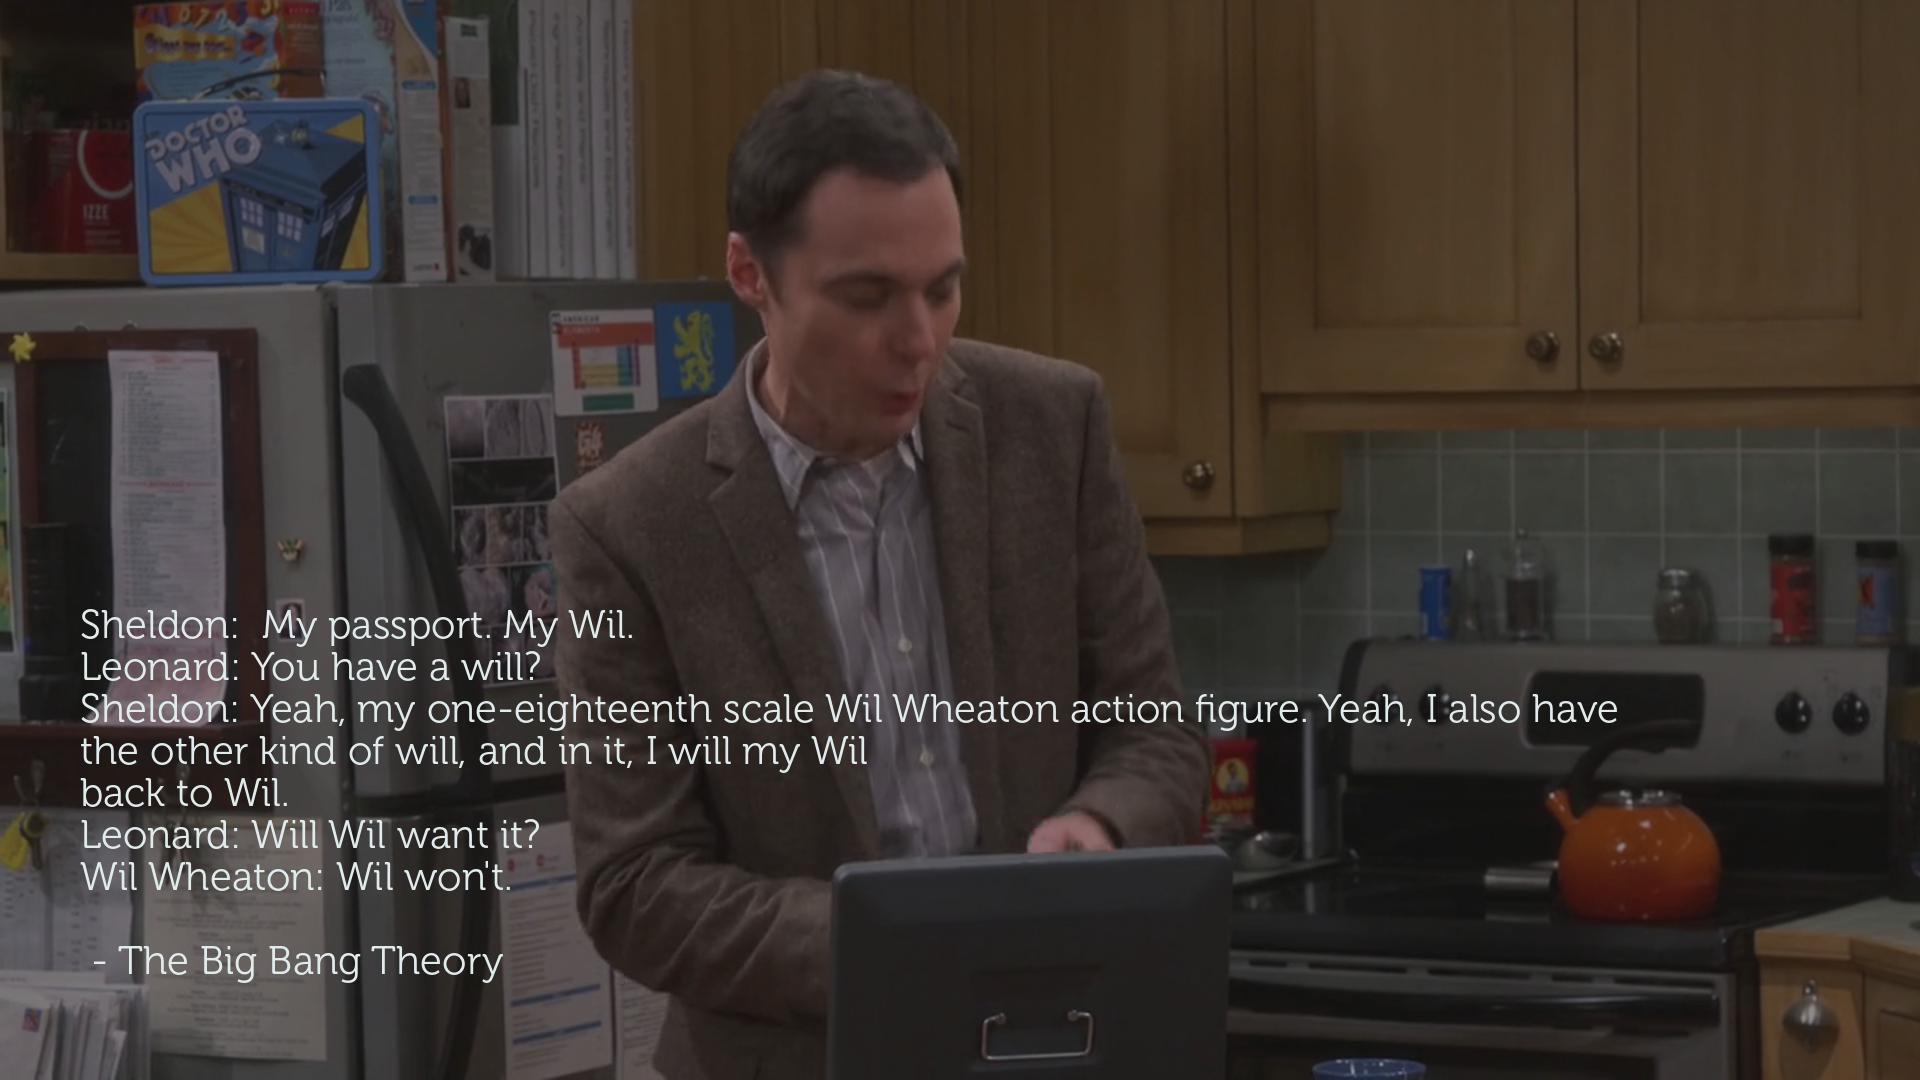 DOCTOR
WHO
IZZE
Sheldon:  My passport. My Wil.
Leonard: You have a will?
Sheldon: Yeah, my one-eighteenth scale Wil Wheaton action figure. Yeah, I also have
the other kind of will, and in it, I will my Wil
back to Wil.
Leonard: Will Wil want it?
Wil Wheaton: Wil won't.
- The Big Bang Theory